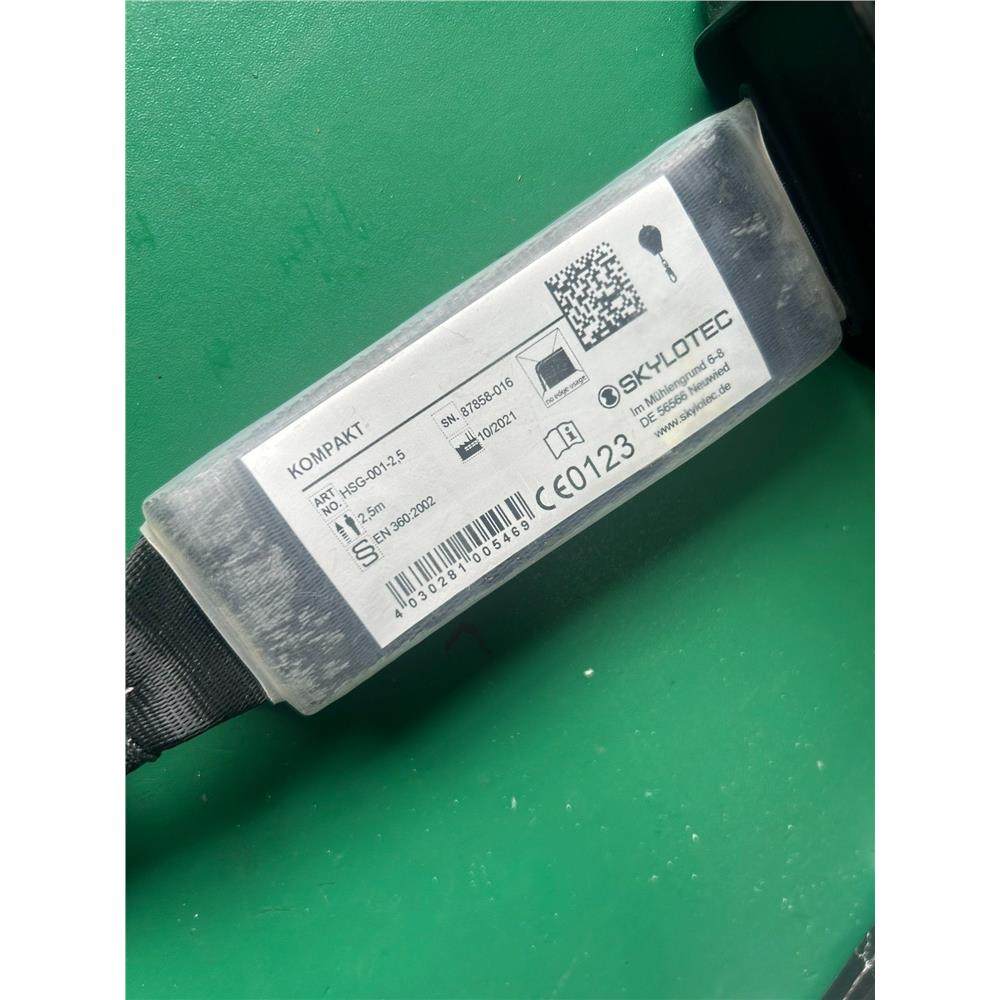 KOMPAKT
ART NO. HSG-001-2,5
SN. 87858-016
2,5m
10/2021
EN 360:2002
no edge usage
SKYLOTEC
Im Mühlengrund 6-8
DE 56566 Neuwied
www.skylotec.de
CE0123
4 030281 005469